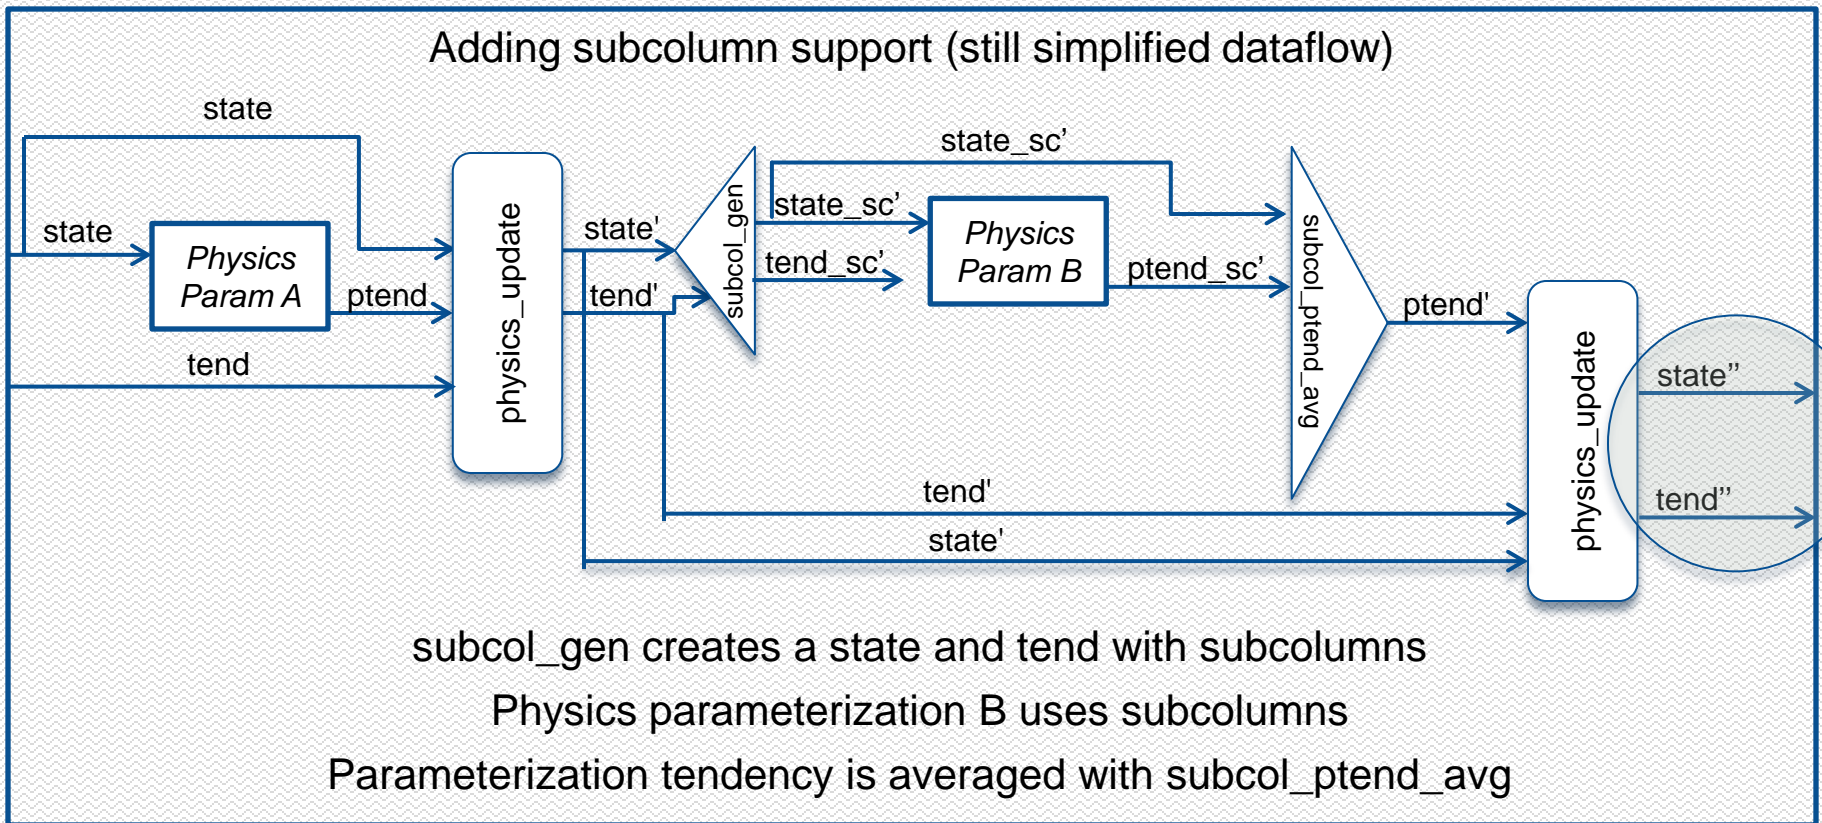 Adding subcolumn support (still simplified dataflow)
state
state
Physics
Param A
ptend
tend
physics_update
state'
tend'
subcol_gen
state_sc’
state_sc’
tend_sc’
Physics
Param B
ptend_sc’
subcol_ptend_avg
ptend'
tend'
state'
physics_update
state’’
tend’’
subcol_gen creates a state and tend with subcolumns
Physics parameterization B uses subcolumns
Parameterization tendency is averaged with subcol_ptend_avg